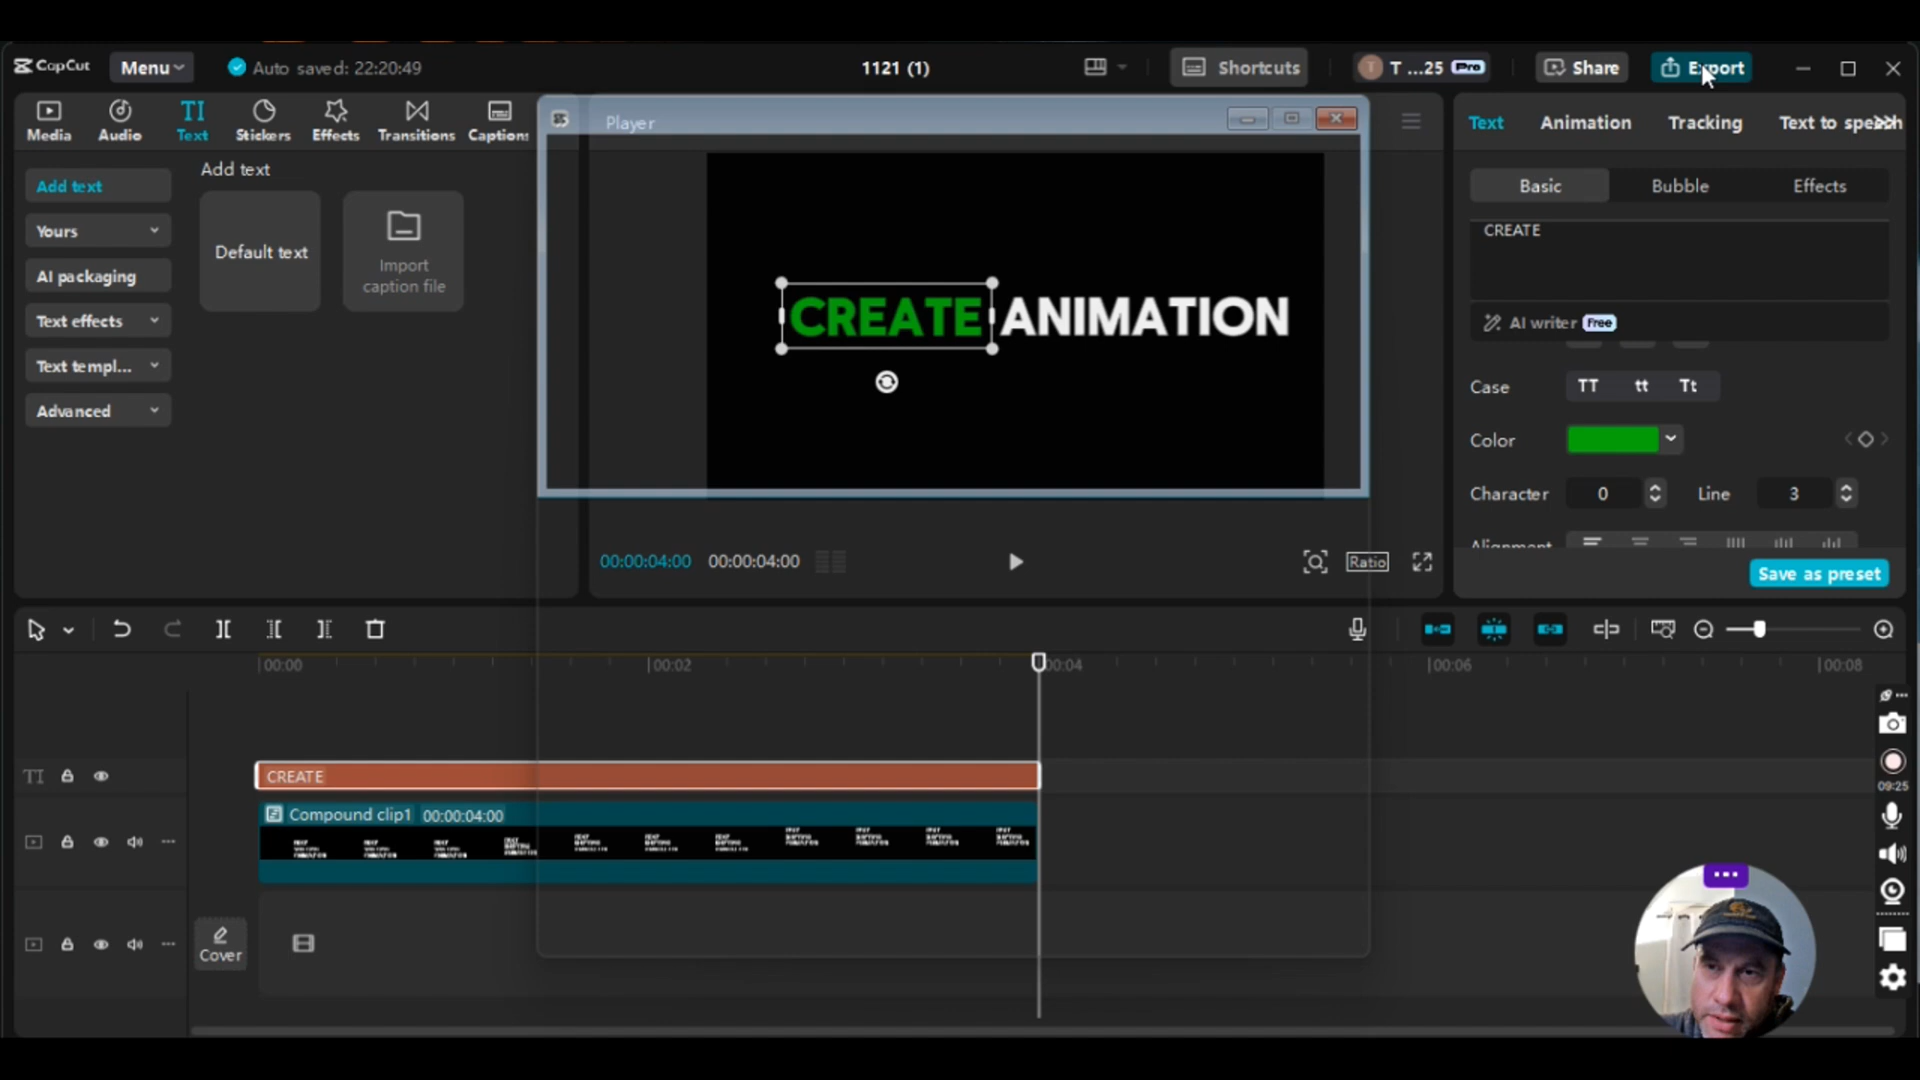 CapCut
Menu
Auto saved: 22:20:49
1121 (1)
Shortcuts
T ...25 Pro
Share
Export
Media
Audio
TI
Text
Stickers
Effects
Transitions
Captions
Player
Text
Animation
Tracking
Text to speech
Add text
Yours
AI packaging
Text effects
Text templ...
Advanced
Add text
Default text
Import
caption file
CREATE ANIMATION
00:00:04:00
00:00:04:00
Ratio
Basic
Bubble
Effects
CREATE
AI writer Free
Case
TT
tt
Tt
Color
Character
0
Line
3
Alignment
Save as preset
00:00
00:02
00:04
00:06
00:08
TI
CREATE
Compound clip1 00:00:04:00
Cover
09:25